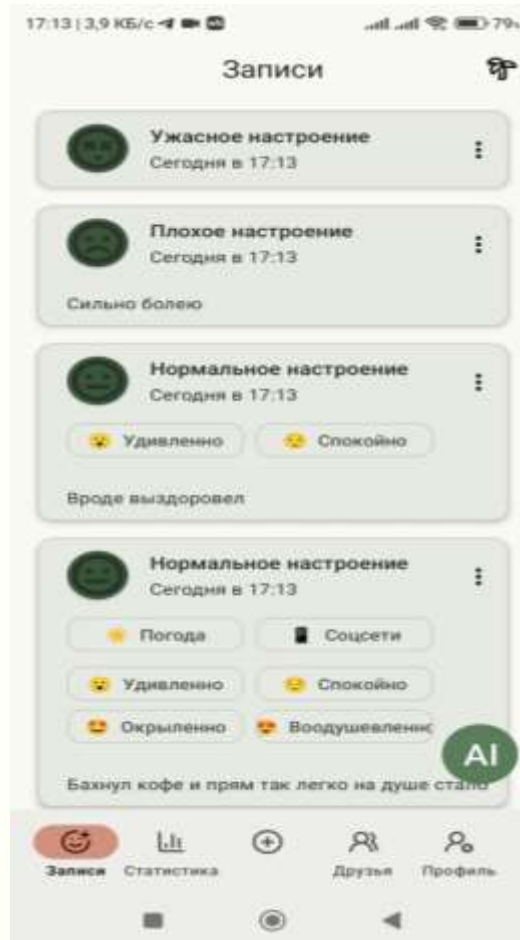 17:13 | 3,9 КБ/с
79
Записи
Ужасное настроение
Сегодня в 17:13
Плохое настроение
Сегодня в 17:13
Сильно болею
Нормальное настроение
Сегодня в 17:13
Удивленно Спокойно
Вроде выздоровел
Нормальное настроение
Сегодня в 17:13
Погода Соцсети
Удивленно Спокойно
Окрыленно Воодушевленно
AI
Бахнул кофе и прям так легко на душе стало
Записи Статистика Друзья Профиль